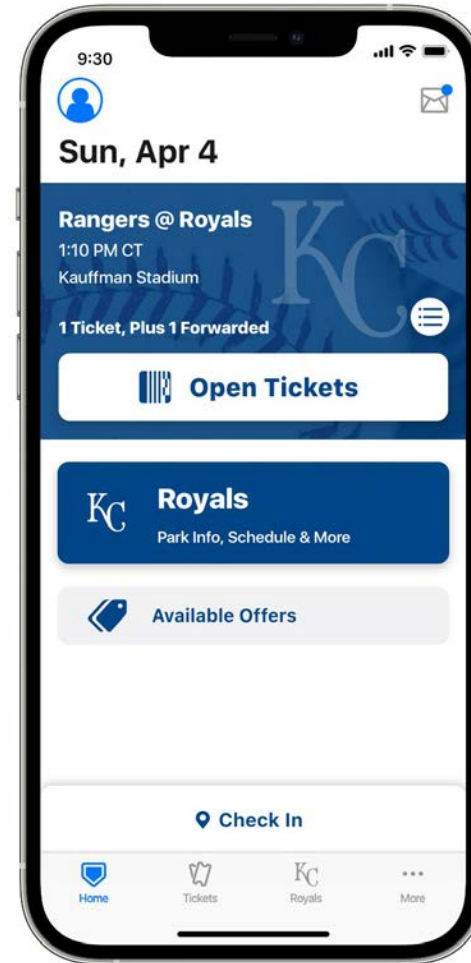 9:30
Sun, Apr 4
Rangers @ Royals
1:10 PM CT
Kauffman Stadium
KC
1 Ticket, Plus 1 Forwarded
Open Tickets
KC
Royals
Park Info, Schedule & More
Available Offers
Check In
KC
Home
Tickets
Royals
More